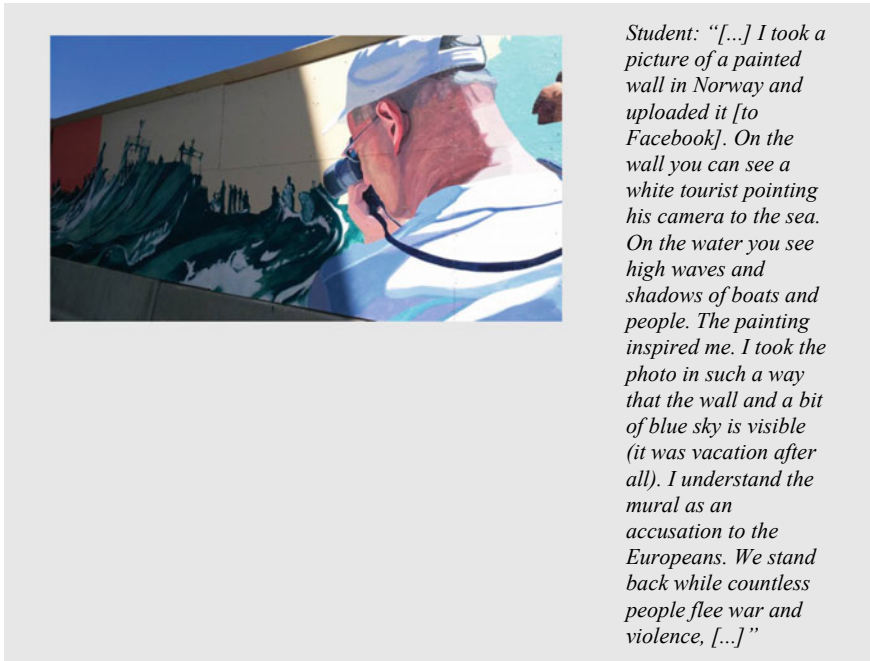 Student: “[...] I took a
picture of a painted
wall in Norway and
uploaded it [to
Facebook]. On the
wall you can see a
white tourist pointing
his camera to the sea.
On the water you see
high waves and
shadows of boats and
people. The painting
inspired me. I took the
photo in such a way
that the wall and a bit
of blue sky is visible
(it was vacation after
all). I understand the
mural as an
accusation to the
Europeans. We stand
back while countless
people flee war and
violence, [...]”